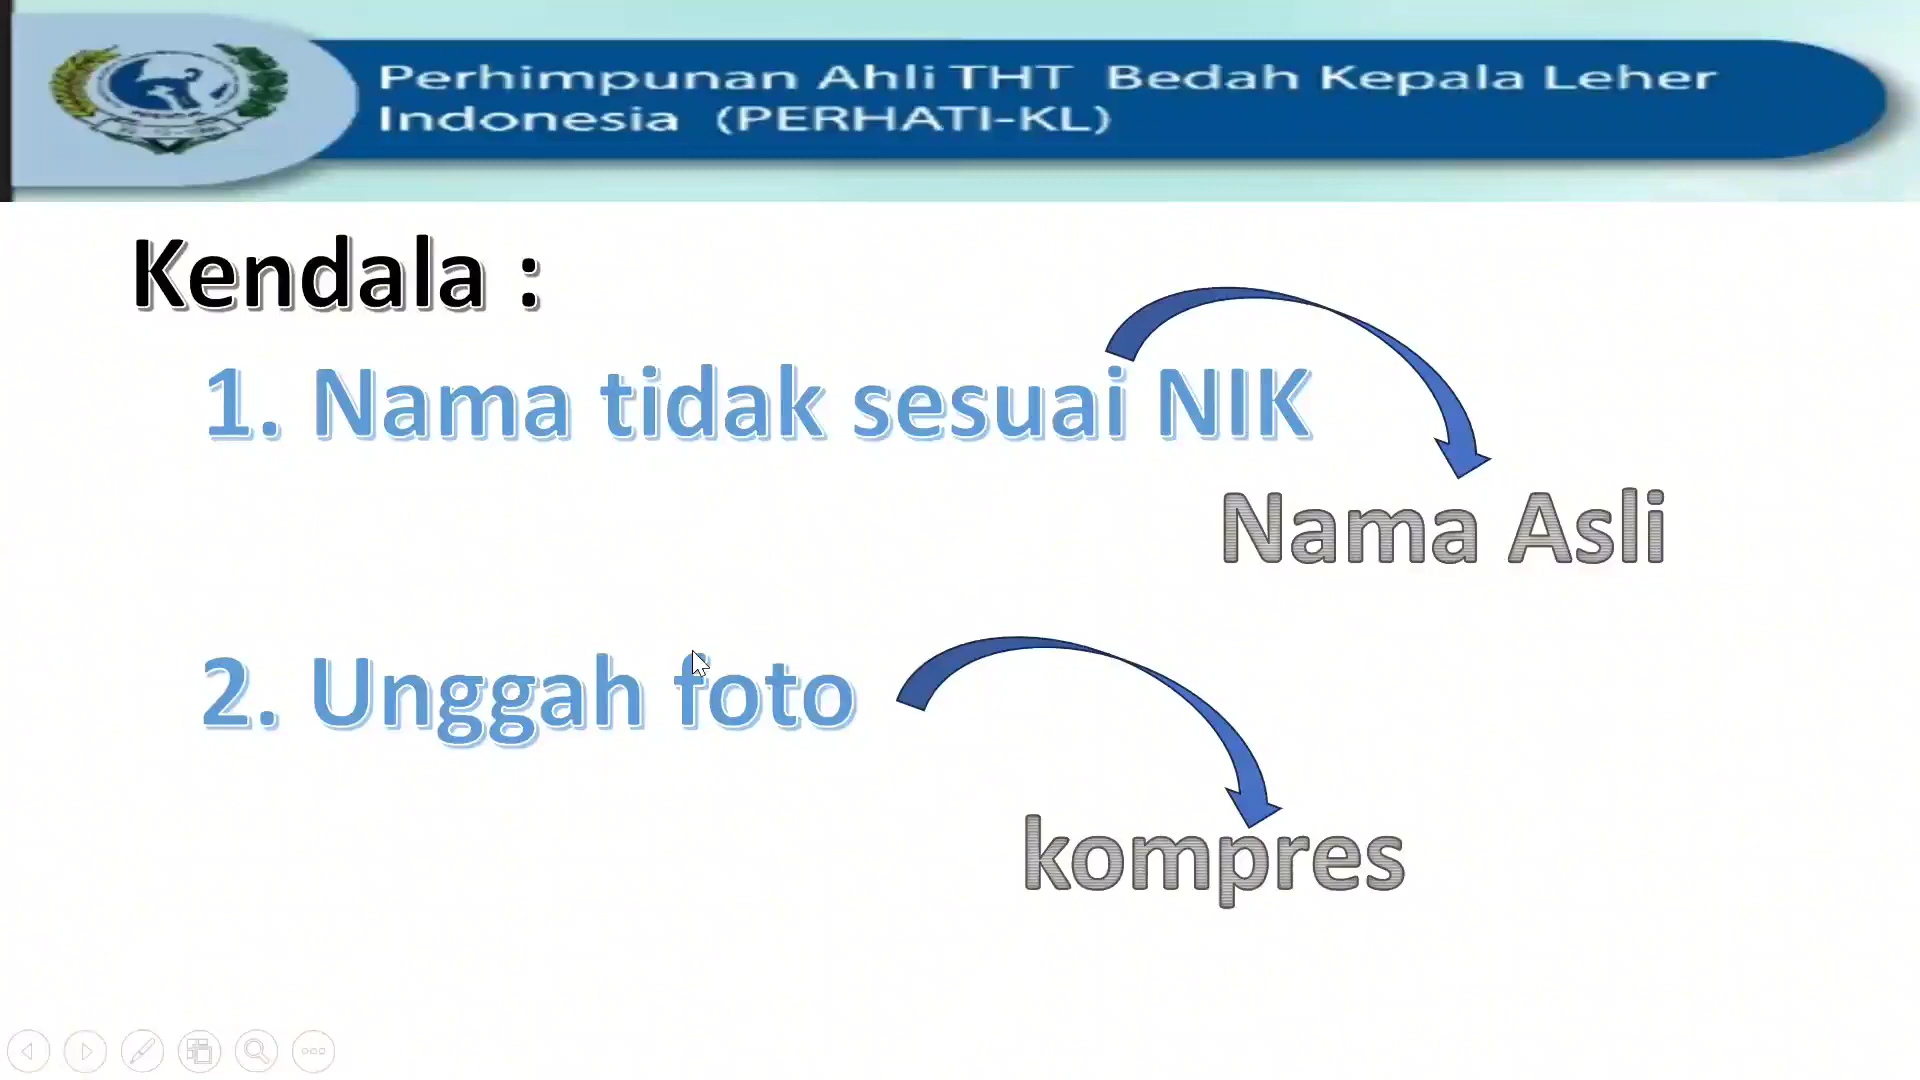 Perhimpunan Ahli THT Bedah Kepala Leher
Indonesia (PERHATI-KL)
Kendala :
1. Nama tidak sesuai NIK
Nama Asli
2. Unggah foto
kompres